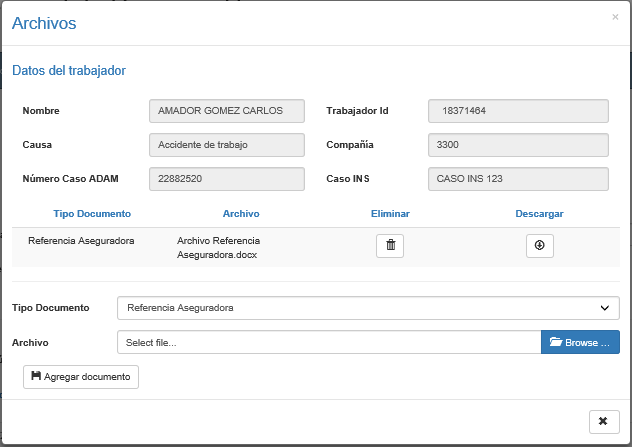 Archivos
×
Datos del trabajador
Nombre AMADOR GOMEZ CARLOS Trabajador Id 18371464
Causa Accidente de trabajo Compañía 3300
Número Caso ADAM 22882520 Caso INS CASO INS 123
Tipo Documento Archivo Eliminar Descargar
Referencia Aseguradora Archivo Referencia
Aseguradora.docx
Tipo Documento Referencia Aseguradora
Archivo Select file... Browse ...
Agregar documento